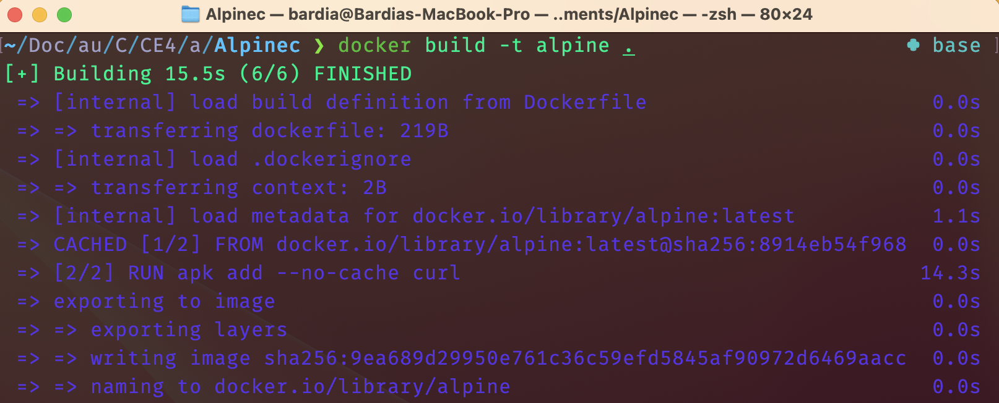 Alpinec — bardia@Bardias-MacBook-Pro — ..ments/Alpinec — -zsh — 80×24
[~/Doc/au/C/CE4/a/Alpinec ❯ docker build -t alpine . base ]
[+] Building 15.5s (6/6) FINISHED
=> [internal] load build definition from Dockerfile 0.0s
=> => transferring dockerfile: 219B 0.0s
=> [internal] load .dockerignore 0.0s
=> => transferring context: 2B 0.0s
=> [internal] load metadata for docker.io/library/alpine:latest 1.1s
=> CACHED [1/2] FROM docker.io/library/alpine:latest@sha256:8914eb54f968 0.0s
=> [2/2] RUN apk add --no-cache curl 14.3s
=> exporting to image 0.0s
=> => exporting layers 0.0s
=> => writing image sha256:9ea689d29950e761c36c59efd5845af90972d6469aacc 0.0s
=> => naming to docker.io/library/alpine 0.0s